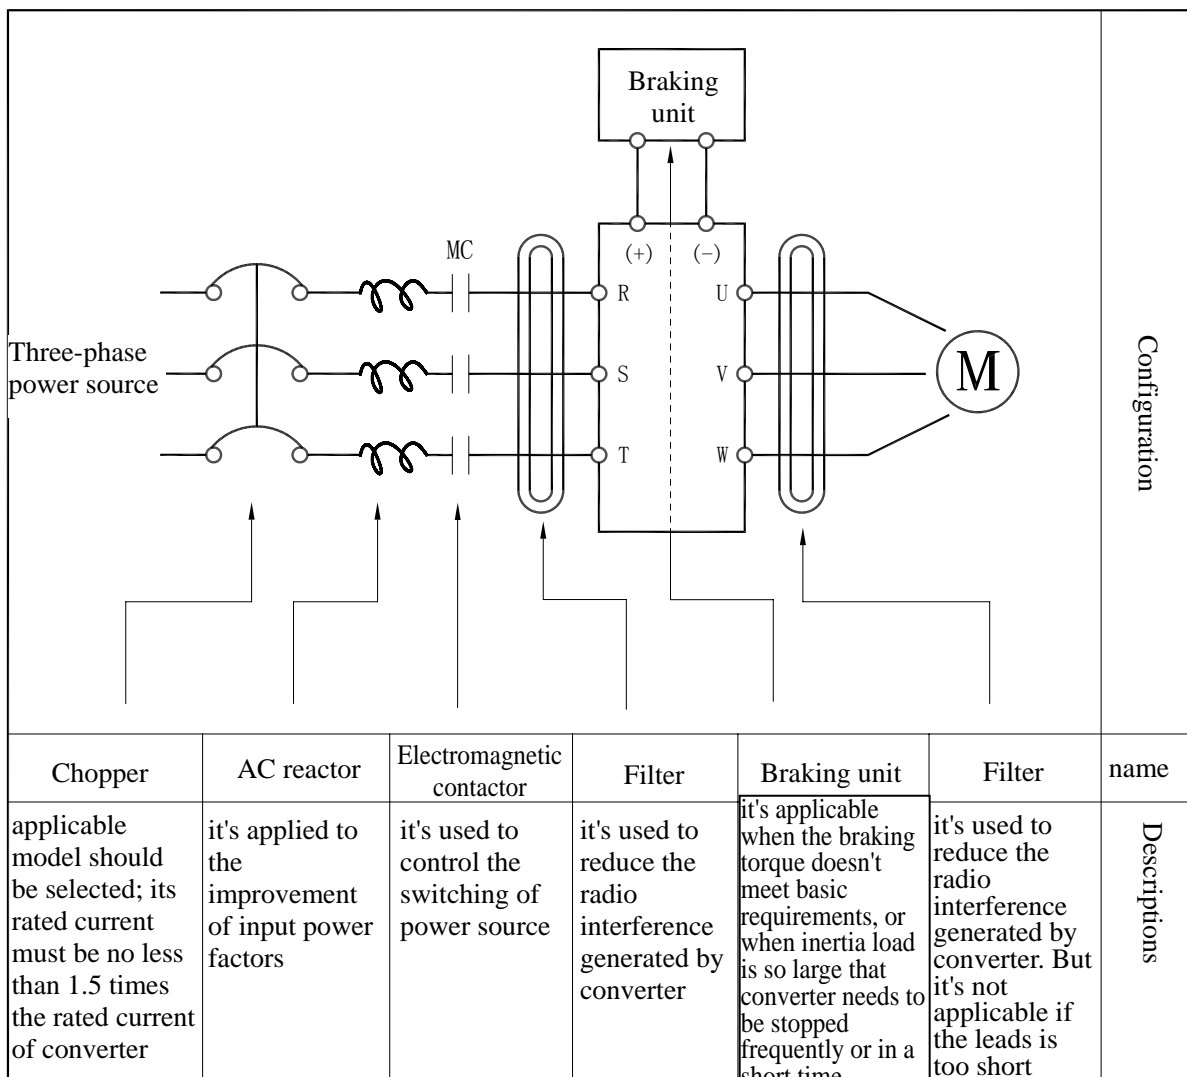 Braking
unit
MC
(+)
(-)
R
U
Three-phase
power source
S
V
M
T
W
Configuration
Chopper
AC reactor
Electromagnetic
contactor
Filter
Braking unit
Filter
name
applicable
model should
be selected; its
rated current
must be no less
than 1.5 times
the rated current
of converter
it's applied to
the
improvement
of input power
factors
it's used to
control the
switching of
power source
it's used to
reduce the
radio
interference
generated by
converter
it's applicable
when the braking
torque doesn't
meet basic
requirements, or
when inertia load
is so large that
converter needs to
be stopped
frequently or in a
short time
it's used to
reduce the
radio
interference
generated by
converter. But
it's not
applicable if
the leads is
too short
Descriptions